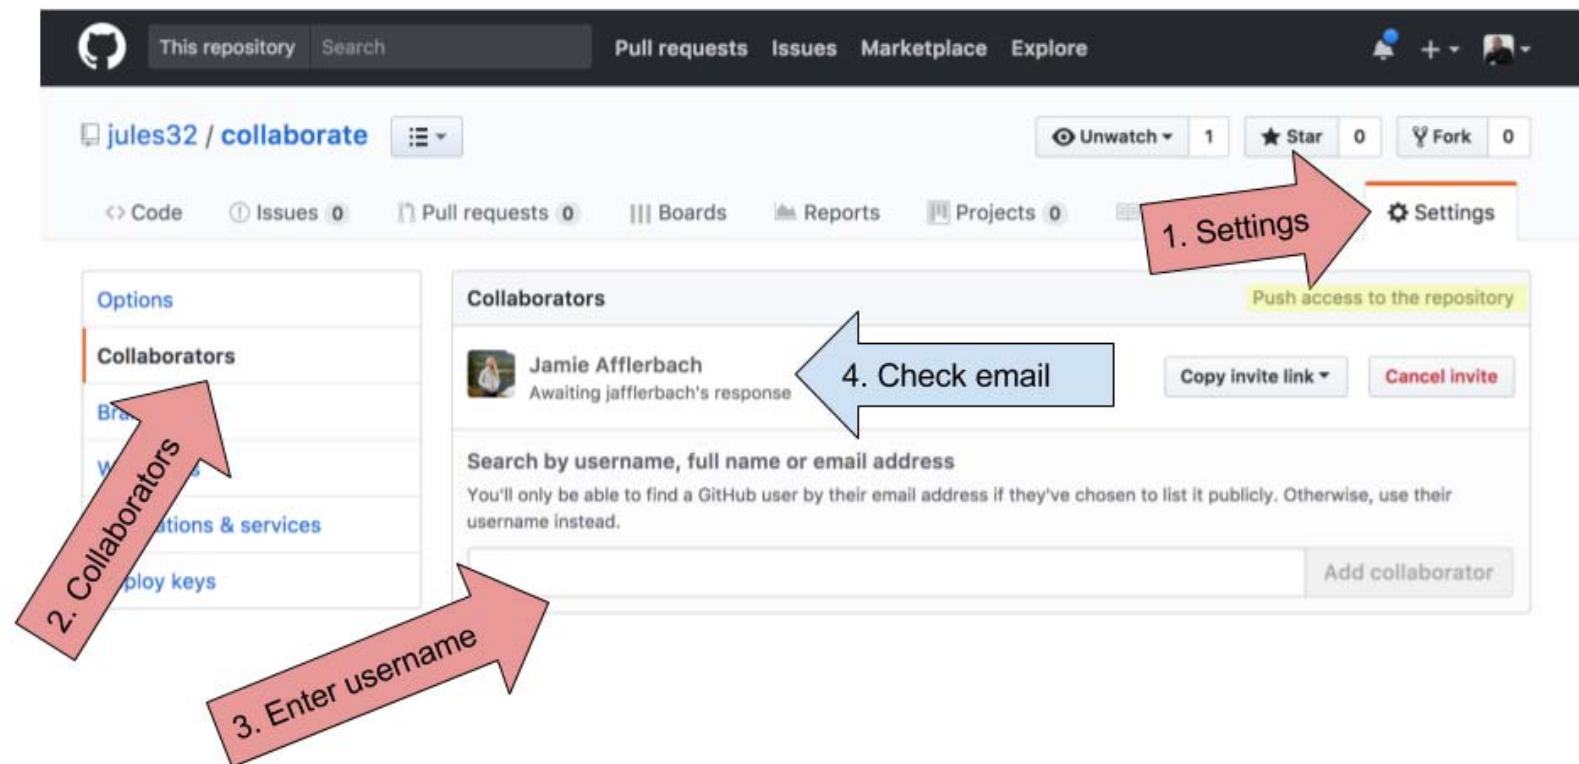 This repository Search Pull requests Issues Marketplace Explore
jules32 / collaborate Unwatch 1 Star 0 Fork 0
Code Issues 0 Pull requests 0 Boards Reports Projects 0 Settings
1. Settings
Options
Collaborators
& services
keys
2. Collaborators
Collaborators Push access to the repository
Jamie Afflerbach
Awaiting jafflerbach's response
4. Check email
Copy invite link Cancel invite
Search by username, full name or email address
You'll only be able to find a GitHub user by their email address if they've chosen to list it publicly. Otherwise, use their
username instead.
Add collaborator
3. Enter username